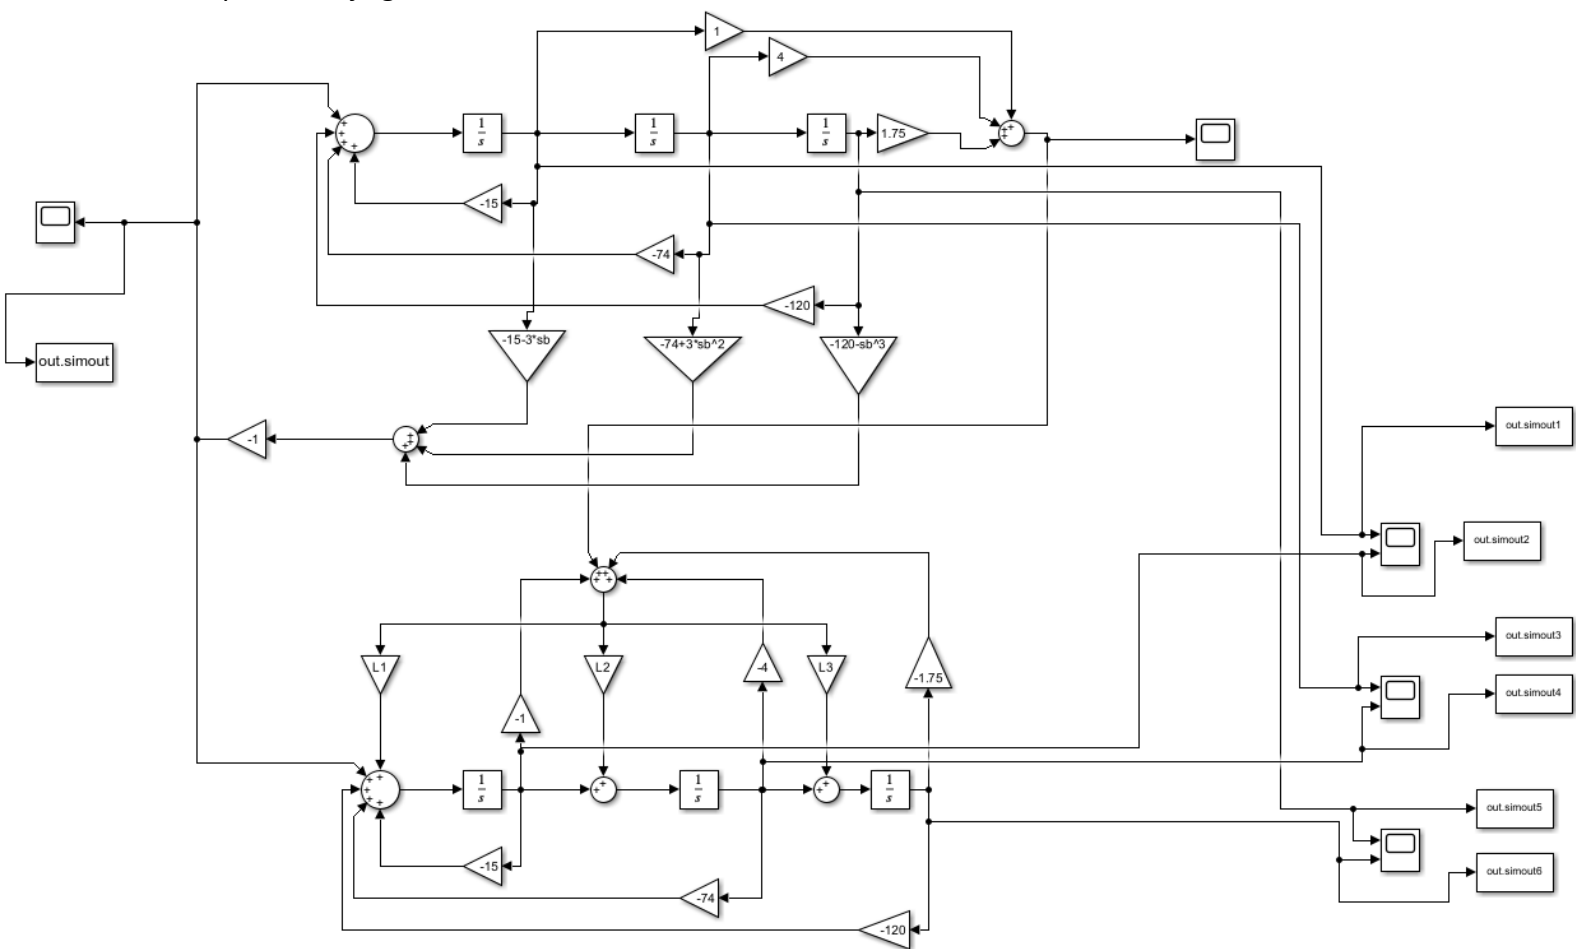 1
4
+
+
+
+
1
s
1
s
1
s
1.75
+
+
+
-15
-74
-120
-15-3*sb
-74+3*sb^2
-120-sb^3
out.simout
-1
+
+
+
out.simout1
out.simout2
+
+
+
+
L1
L2
-4
L3
-1.75
-1
out.simout3
out.simout4
+
+
+
+
+
1
s
+
+
1
s
+
+
1
s
out.simout5
-15
out.simout6
-74
-120